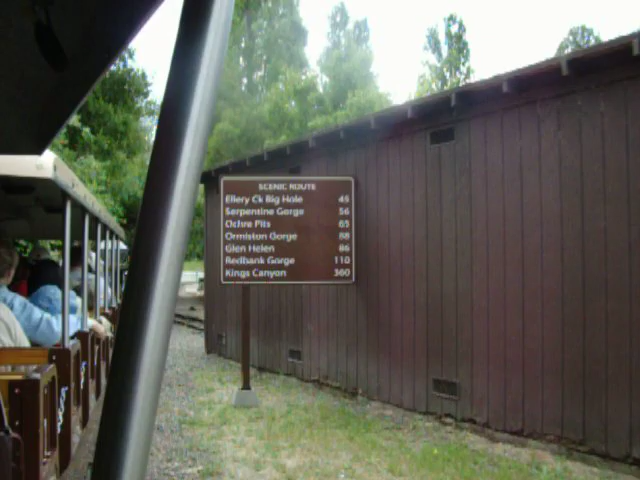 SCENIC ROUTE
Ellery Ck Big Hole 45
Serpentine Gorge 56
Ochre Pits 65
Ormiston Gorge 88
Glen Helen 86
Redbank Gorge 110
Kings Canyon 360